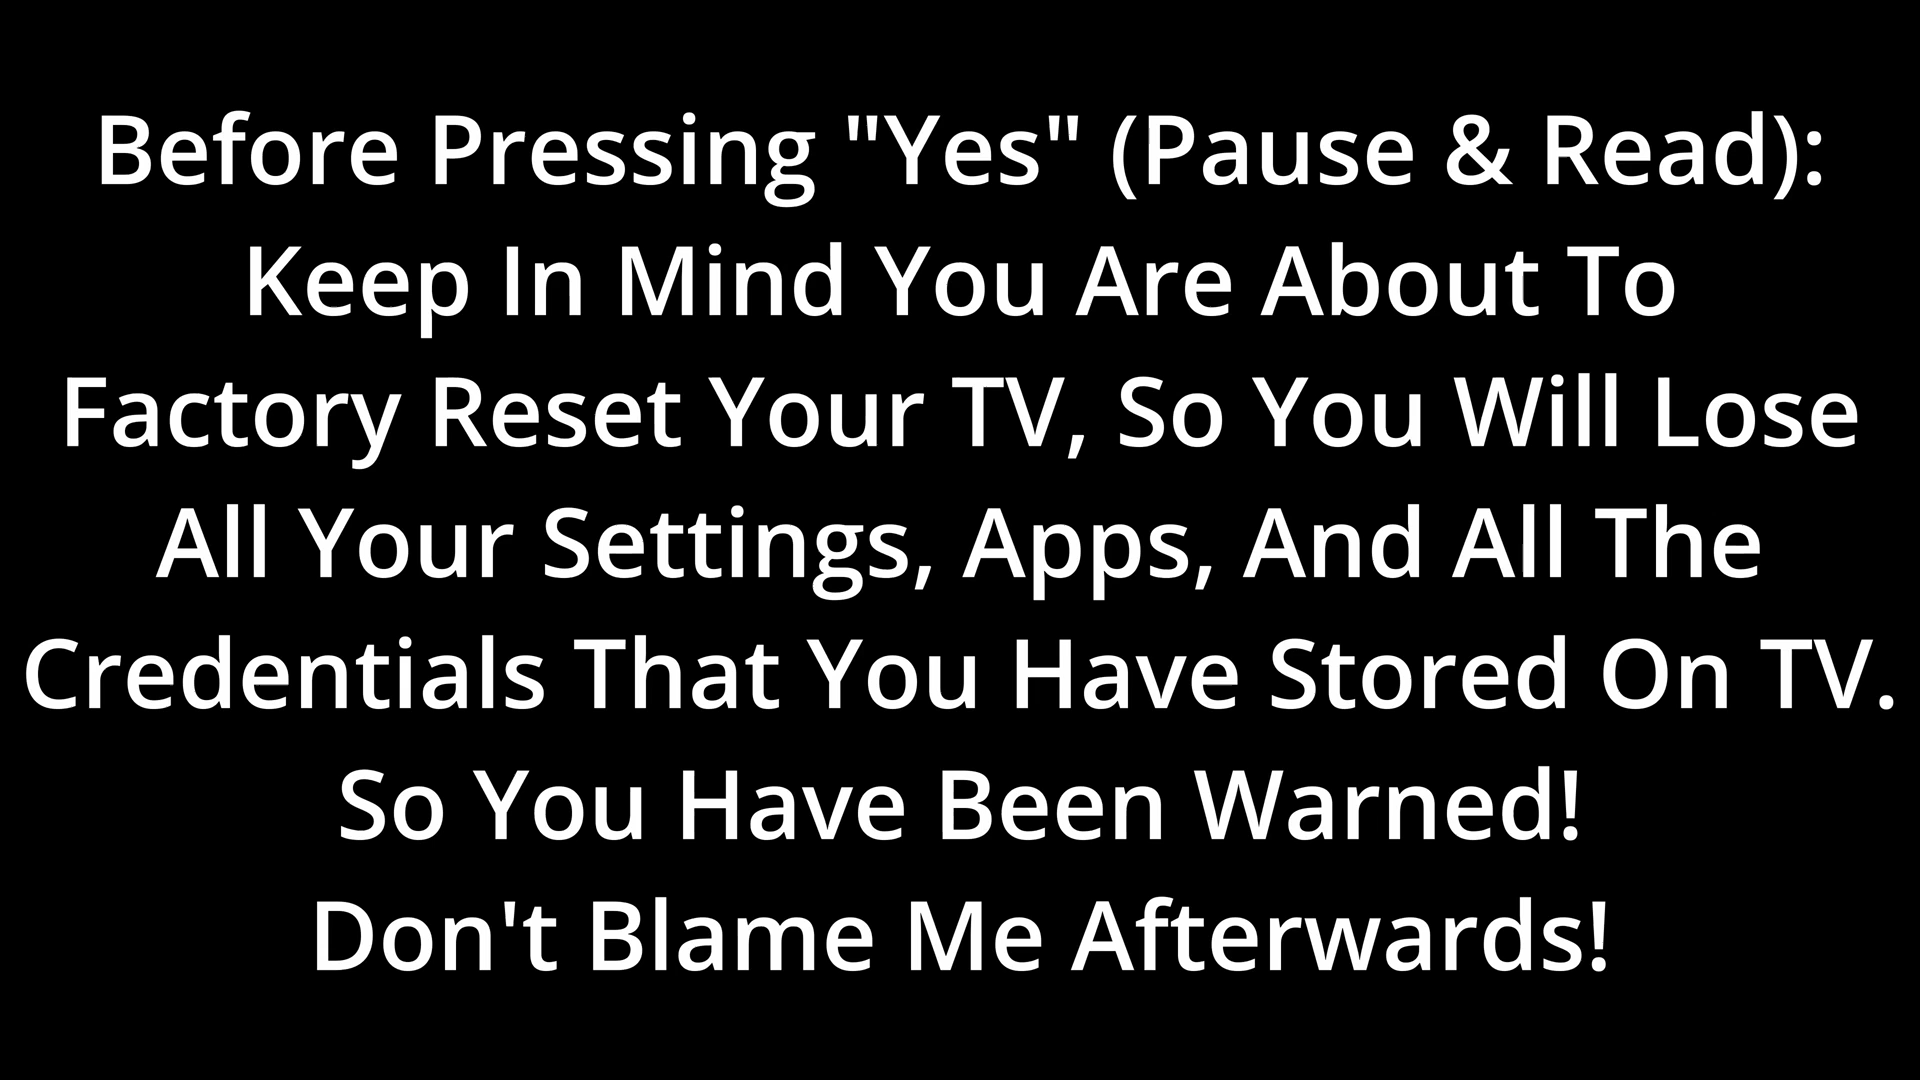 Before Pressing "Yes" (Pause & Read):
Keep In Mind You Are About To
Factory Reset Your TV, So You Will Lose
All Your Settings, Apps, And All The
Credentials That You Have Stored On TV.
So You Have Been Warned!
Don't Blame Me Afterwards!